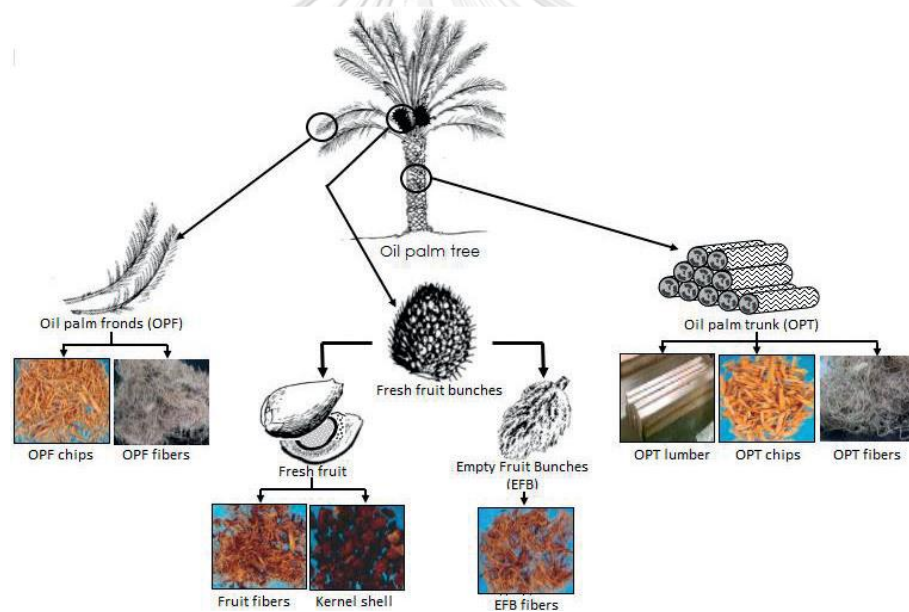 Oil palm tree
Oil palm fronds (OPF)
Oil palm trunk (OPT)
Fresh fruit bunches
OPF chips
OPF fibers
Fresh fruit
Empty Fruit Bunches
(EFB)
OPT lumber
OPT chips
OPT fibers
Fruit fibers
Kernel shell
EFB fibers